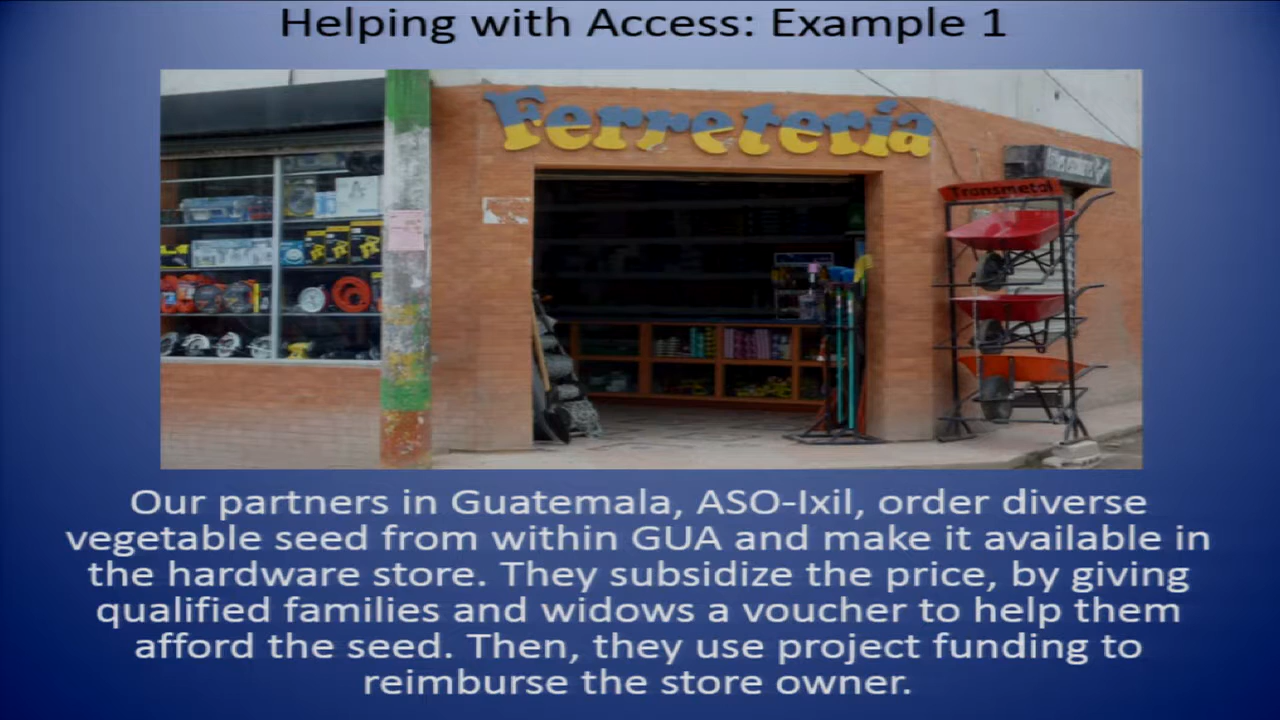 Helping with Access: Example 1
Ferretería
Transmetal
Our partners in Guatemala, ASO-Ixil, order diverse
vegetable seed from within GUA and make it available in
the hardware store. They subsidize the price, by giving
qualified families and widows a voucher to help them
afford the seed. Then, they use project funding to
reimburse the store owner.